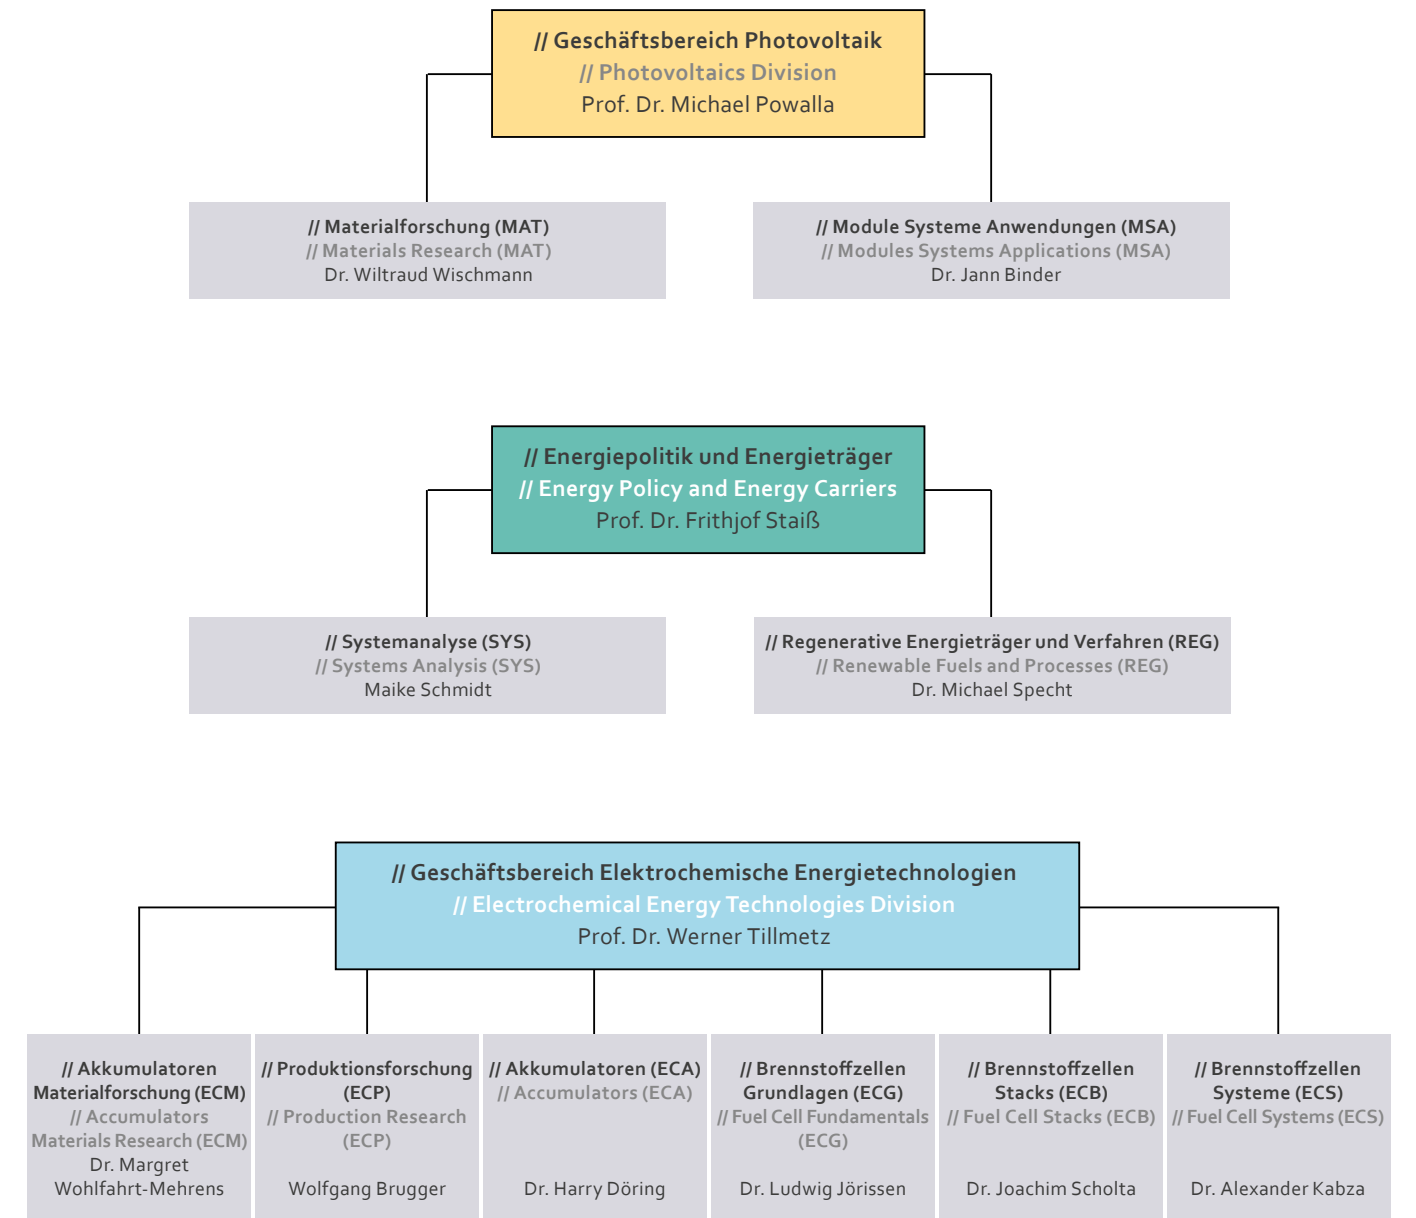 // Geschäftsbereich Photovoltaik
// Photovoltaics Division
Prof. Dr. Michael Powalla
// Materialforschung (MAT)
// Materials Research (MAT)
Dr. Wiltraud Wischmann
// Module Systeme Anwendungen (MSA)
// Modules Systems Applications (MSA)
Dr. Jann Binder
// Energiepolitik und Energieträger
// Energy Policy and Energy Carriers
Prof. Dr. Frithjof Staiß
// Systemanalyse (SYS)
// Systems Analysis (SYS)
Maike Schmidt
// Regenerative Energieträger und Verfahren (REG)
// Renewable Fuels and Processes (REG)
Dr. Michael Specht
// Geschäftsbereich Elektrochemische Energietechnologien
// Electrochemical Energy Technologies Division
Prof. Dr. Werner Tillmetz
// Akkumulatoren
Materialforschung (ECM)
// Accumulators
Materials Research (ECM)
Dr. Margret
Wohlfahrt-Mehrens
// Produktionsforschung
(ECP)
// Production Research
(ECP)
Wolfgang Brugger
// Akkumulatoren (ECA)
// Accumulators (ECA)
Dr. Harry Döring
// Brennstoffzellen
Grundlagen (ECG)
// Fuel Cell Fundamentals
(ECG)
Dr. Ludwig Jörissen
// Brennstoffzellen
Stacks (ECB)
// Fuel Cell Stacks (ECB)
Dr. Joachim Scholta
// Brennstoffzellen
Systeme (ECS)
// Fuel Cell Systems (ECS)
Dr. Alexander Kabza